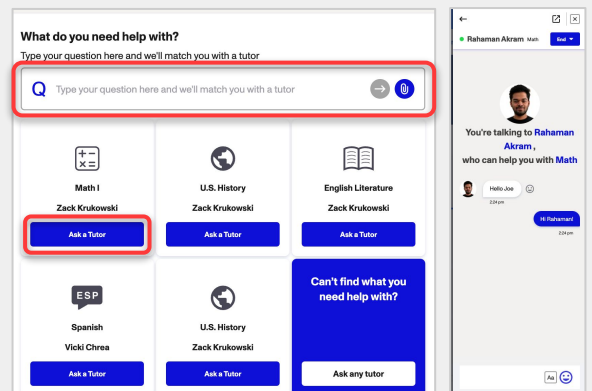 What do you need help with?
Type your question here and we'll match you with a tutor
Q Type your question here and we'll match you with a tutor
Math I
Zack Krukowski
Ask a Tutor
U.S. History
Zack Krukowski
Ask a Tutor
English Literature
Zack Krukowski
Ask a Tutor
ESP
Spanish
Vicki Chrea
Ask a Tutor
U.S. History
Zack Krukowski
Ask a Tutor
Can't find what you
need help with?
Ask any tutor
Rahaman Akram Math End
You're talking to Rahaman
Akram ,
who can help you with Math
Hello Joe
2:24 pm
Hi Rahaman!
2:24 pm
Aa